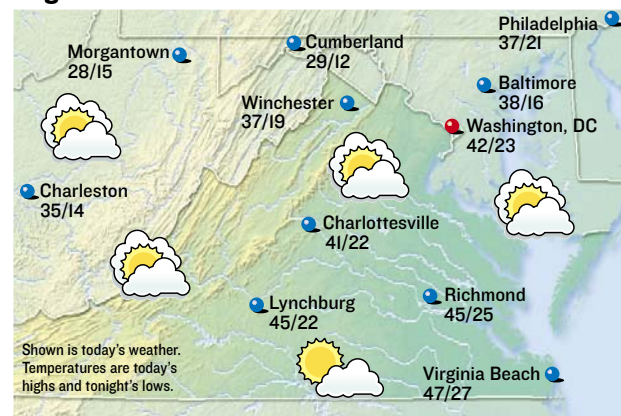 Philadelphia
37/21
Morgantown
28/15
Cumberland
29/12
Baltimore
38/16
Winchester
37/19
Washington, DC
42/23
Charleston
35/14
Charlottesville
41/22
Lynchburg
45/22
Richmond
45/25
Shown is today's weather.
Temperatures are today's
highs and tonight's lows.
Virginia Beach
47/27